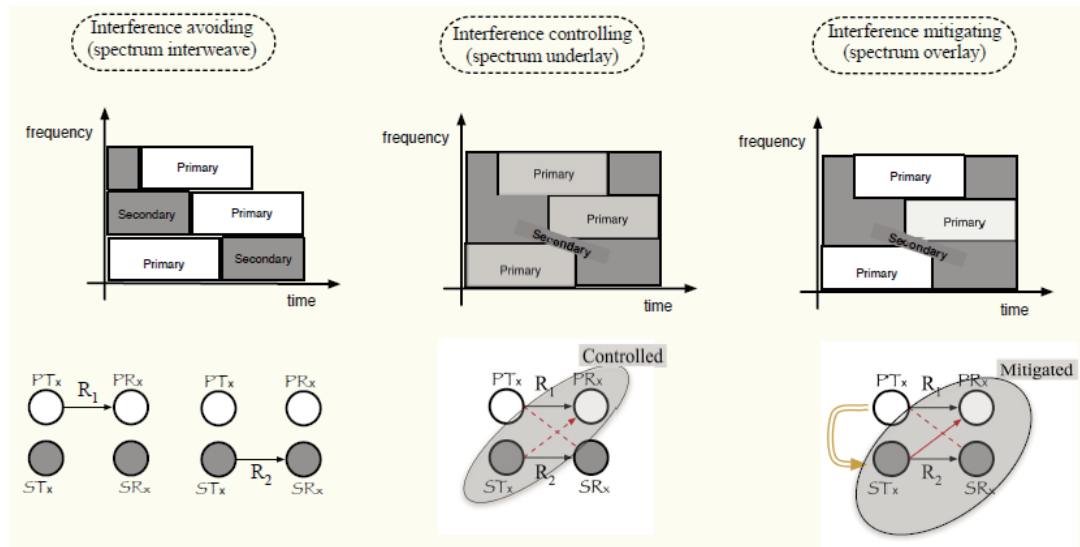 Interference avoiding
(spectrum interweave)
Interference controlling
(spectrum underlay)
Interference mitigating
(spectrum overlay)
frequency
Primary
Secondary
Primary
Primary
Secondary
time
frequency
Primary
Primary
Secondary
Primary
time
frequency
Primary
Primary
Secondary
Primary
time
PTx
R1
PRx
STx
SRx
PTx
PRx
STx
R2
SRx
Controlled
PTx
R1
PRx
STx
R2
SRx
Mitigated
PTx
R1
PRx
STx
R2
SRx